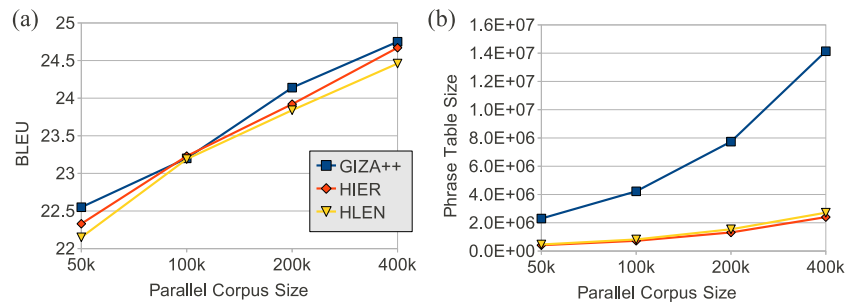 (a)
25
24.5
24
23.5
23
22.5
22
BLEU
GIZA++
HIER
HLEN
50k 100k 200k 400k
Parallel Corpus Size
(b)
1.6E+07
1.4E+07
1.2E+07
1.0E+07
8.0E+06
6.0E+06
4.0E+06
2.0E+06
0.0E+00
Phrase Table Size
50k 100k 200k 400k
Parallel Corpus Size